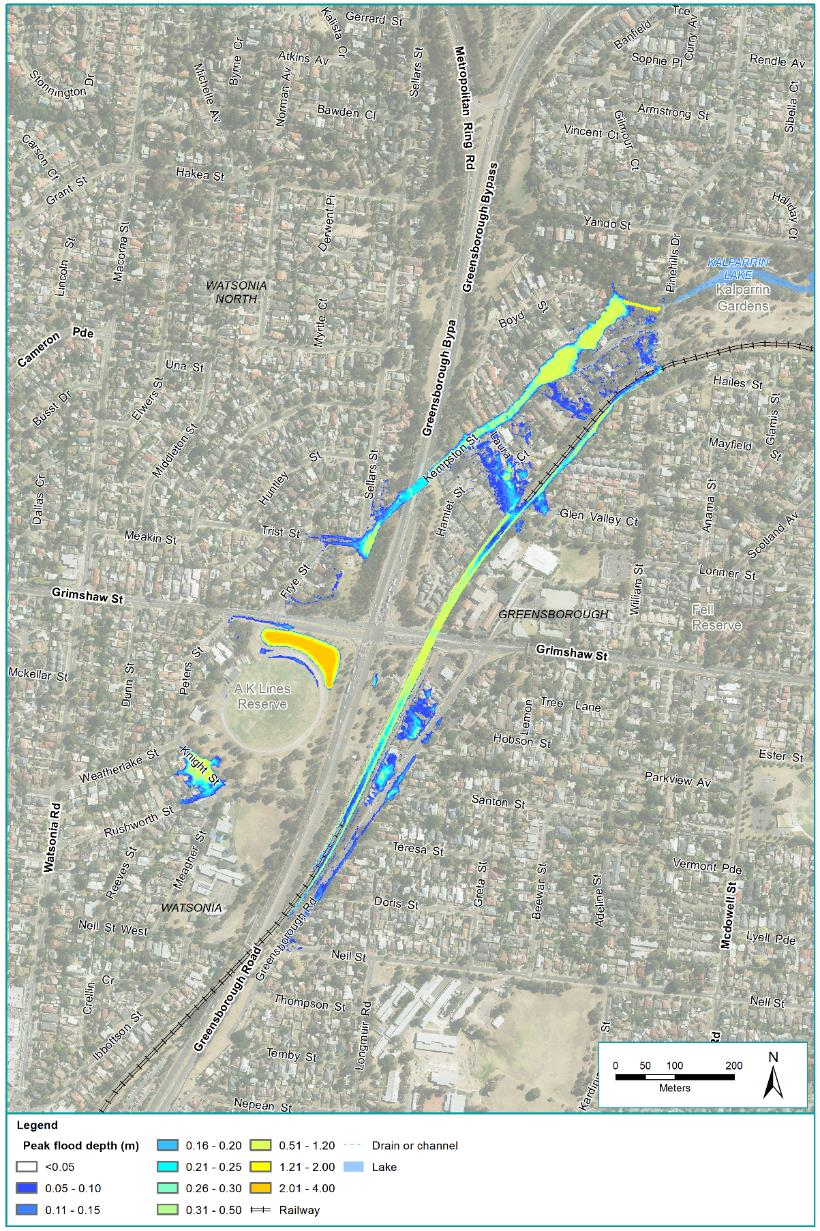 Gerrard St
Kalista Cr
Tce
Curry Av
Banfield
Sophie Pl
Rendle Av
Byrne Cr
Atkins Av
Sellars St
Metropolitan Ring Rd
Stonnington Dr
Michelle Av
Norman Av
Bawden Cl
Armstrong St
Sibella Ct
Vincent Ct
Gilmour Ct
Carson Ct
Grant St
Hakea St
Greensborough Bypass
Haliday Ct
Derwent Pl
Yando St
Lincoln St
Macorna St
Pinehills Dr
KALPARRIN
LAKE
Kalparrin
Gardens
WATSONIA
NORTH
Myrtle Ct
Boyd St
Cameron Pde
Greensborough Bypa
Una St
Hailes St
Elwers St
Busst Dr
Glamis St
Middleton St
Mayfield St
Kempston St
Laura Ct
Huntley St
Sellars St
Dallas Cr
Hamlet St
Anama St
Glen Valley Ct
Scotland Av
Meakin St
Trist St
Lorimer St
Frye St
William St
Grimshaw St
GREENSBOROUGH
Fell
Reserve
Grimshaw St
Mckellar St
Dunn St
Peters St
A K Lines
Reserve
Lemon Tree Lane
Hobson St
Ester St
Weatherlake St
Knight St
Parkview Av
Santon St
Watsonia Rd
Rushworth St
Teresa St
Reeves St
Meagher St
Greta St
Beewar St
Adeline St
Vermont Pde
Mcdowell St
WATSONIA
Doris St
Greensborough Rd
Nell St West
Lyell Pde
Nell St
Greensborough Road
Crellin Cr
Thompson St
Nell St
Ibbottson St
Longmuir Rd
St
Rd
Temby St
Nepean St
0 50 100 200
Meters
N
Legend
Peak flood depth (m)
<0.05
0.05 - 0.10
0.11 - 0.15
0.16 - 0.20
0.21 - 0.25
0.26 - 0.30
0.31 - 0.50
0.51 - 1.20
1.21 - 2.00
2.01 - 4.00
Railway
Drain or channel
Lake